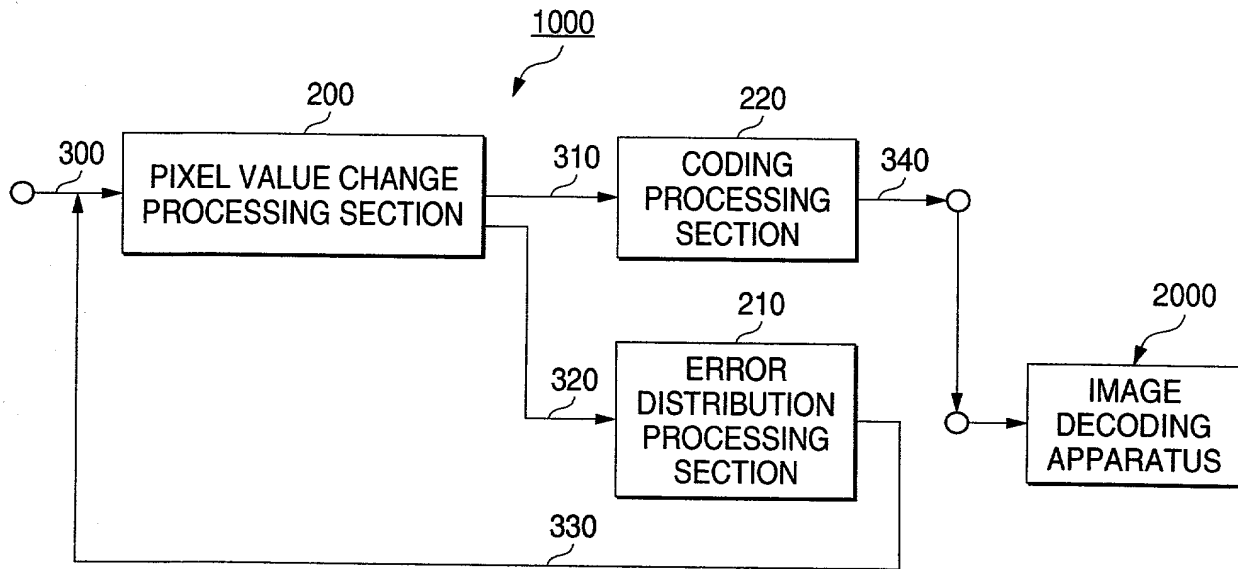 1000
200
220
300
PIXEL VALUE CHANGE
PROCESSING SECTION
310
CODING
PROCESSING
SECTION
340
210
2000
320
ERROR
DISTRIBUTION
PROCESSING
SECTION
IMAGE
DECODING
APPARATUS
330